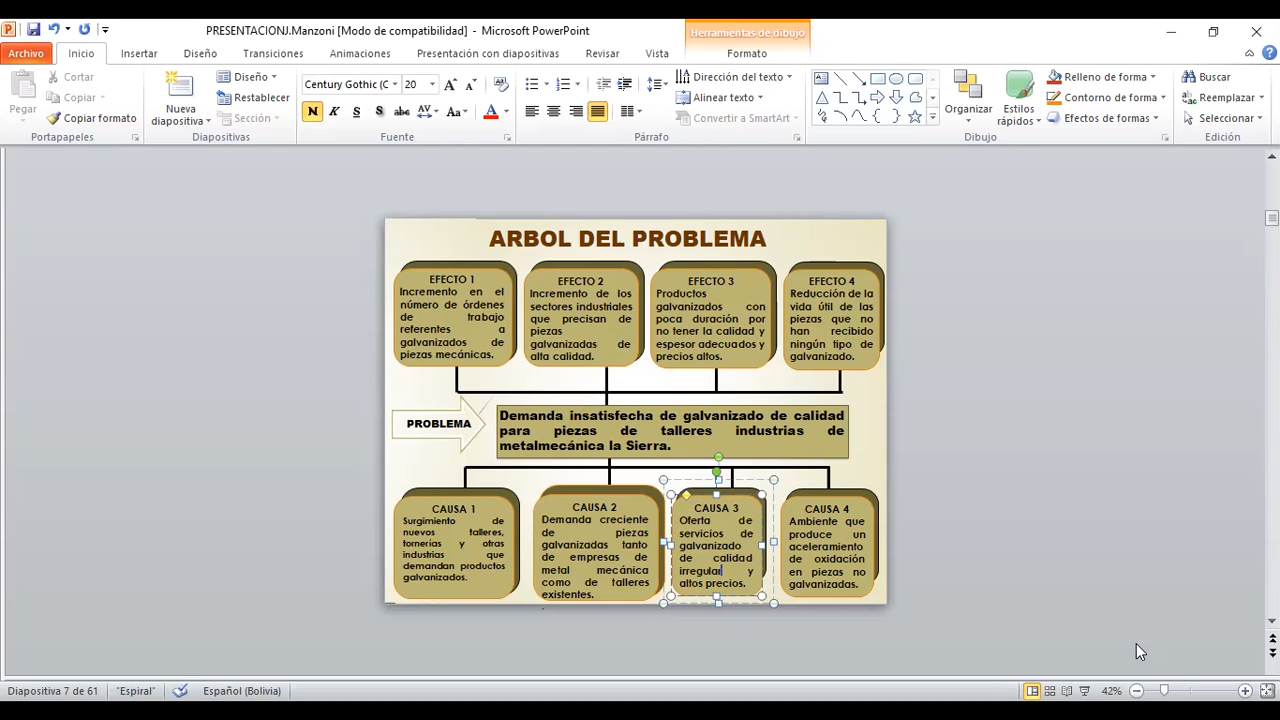 PRESENTACIONJ.Manzoni [Modo de compatibilidad] - Microsoft PowerPoint
Herramientas de dibujo
Archivo Inicio Insertar Diseño Transiciones Animaciones Presentación con diapositivas Revisar Vista Formato
Pegar
Cortar
Copiar
Copiar formato
Portapapeles
Nueva
diapositiva
Diseño
Restablecer
Sección
Diapositivas
Century Gothic (C 20
N K S S abc AV Aa A
Fuente
Párrafo
Dirección del texto
Alinear texto
Convertir a SmartArt
Organizar
Estilos
rápidos
Relleno de forma
Contorno de forma
Efectos de formas
Dibujo
Buscar
Reemplazar
Seleccionar
Edición
ARBOL DEL PROBLEMA
EFECTO 1
Incremento en el
número de órdenes
de trabajo
referentes a
galvanizados de
piezas mecánicas.
EFECTO 2
Incremento de los
sectores industriales
que precisan de
piezas
galvanizadas de
alta calidad.
EFECTO 3
Productos
galvanizados con
poca duración por
no tener la calidad y
espesor adecuados y
precios altos.
EFECTO 4
Reducción de la
vida útil de las
piezas que no
han recibido
ningún tipo de
galvanizado.
PROBLEMA
Demanda insatisfecha de galvanizado de calidad
para piezas de talleres industrias de
metalmecánica la Sierra.
CAUSA 1
Surgimiento de
nuevos talleres,
tornerías y otras
industrias que
demandan productos
galvanizados.
CAUSA 2
Demanda creciente
de piezas
galvanizadas tanto
de empresas de
metal mecánica
como de talleres
existentes.
CAUSA 3
Oferta de
servicios de
galvanizado
de calidad
irregular y
altos precios.
CAUSA 4
Ambiente que
produce un
aceleramiento
de oxidación
en piezas no
galvanizadas.
Diapositiva 7 de 61 "Espiral" Español (Bolivia) 42%